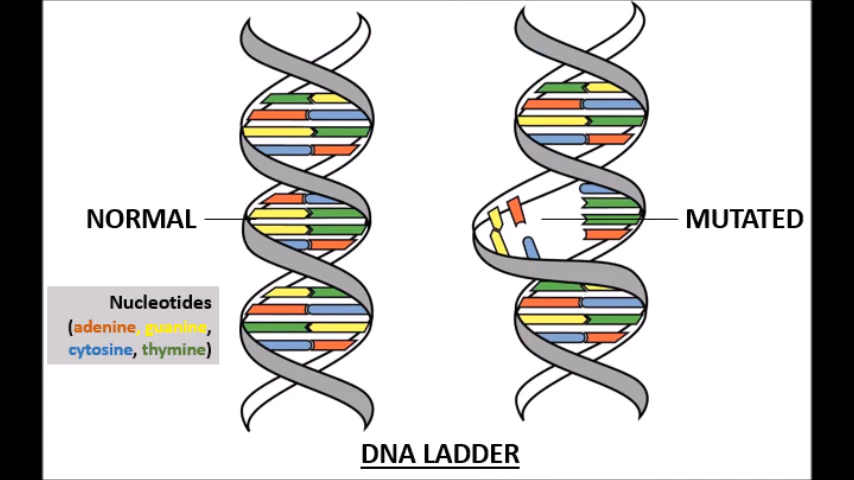 NORMAL
MUTATED
Nucleotides
(adenine, guanine,
cytosine, thymine)
DNA LADDER